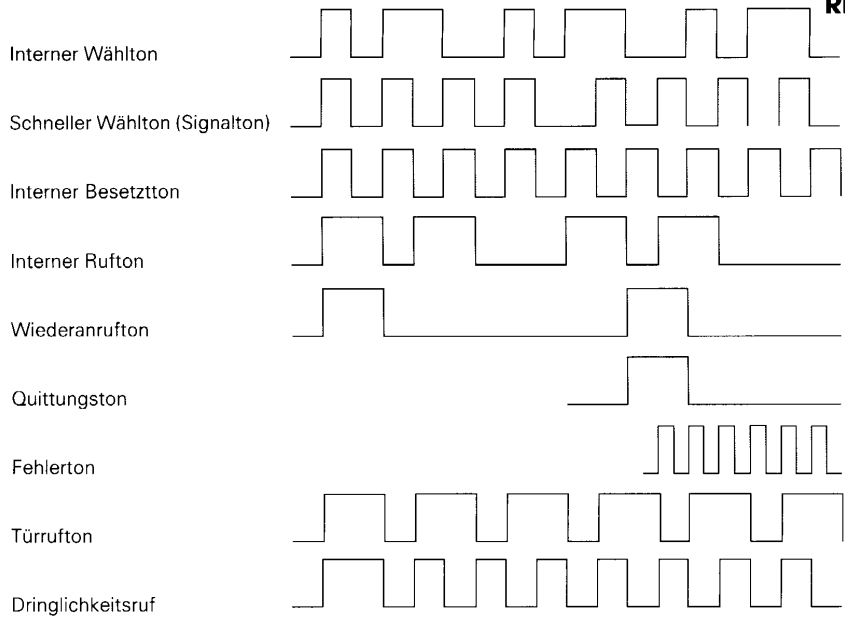 Interner Wählton
Schneller Wählton (Signalton)
Interner Besetztton
Interner Rufton
Wiederanrufton
Quittungston
Fehlerton
Türrufton
Dringlichkeitsruf